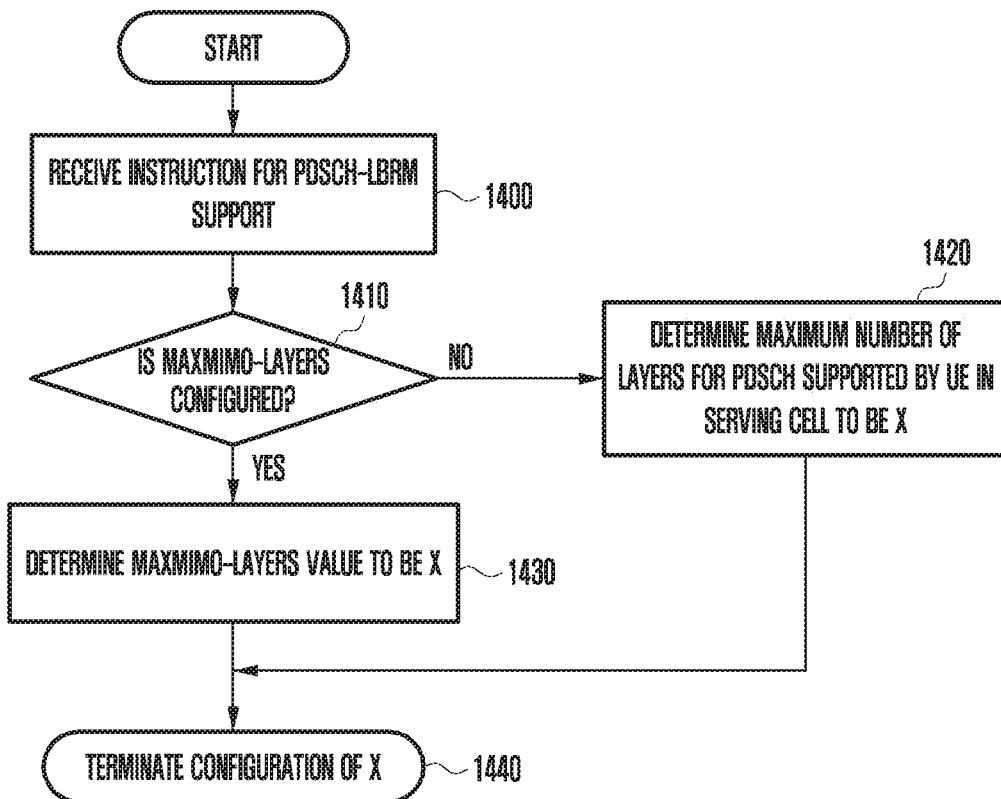 START
RECEIVE INSTRUCTION FOR PDSCH-LBRM
SUPPORT
1400
1410
IS MAXMIMO-LAYERS
CONFIGURED?
NO
YES
1420
DETERMINE MAXIMUM NUMBER OF
LAYERS FOR PDSCH SUPPORTED BY UE IN
SERVING CELL TO BE X
DETERMINE MAXMIMO-LAYERS VALUE TO BE X
1430
TERMINATE CONFIGURATION OF X
1440